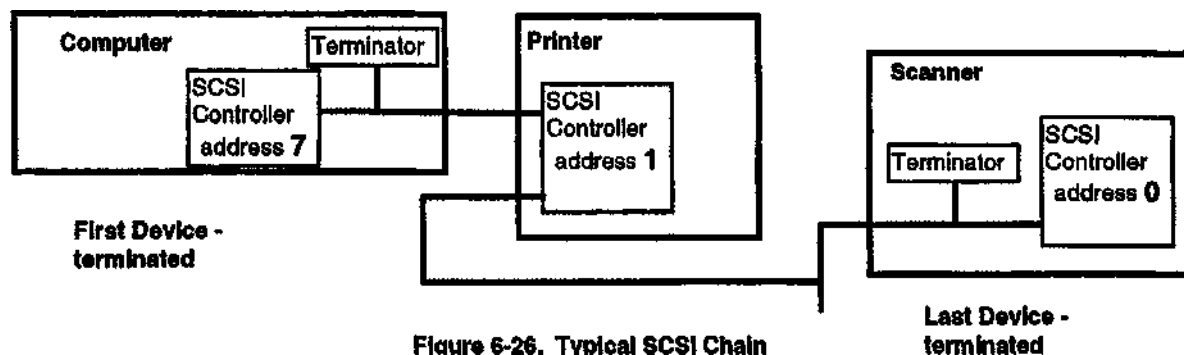 Computer
Terminator
SCSI
Controller
address 7
First Device -
terminated
Printer
SCSI
Controller
address 1
Scanner
Terminator
SCSI
Controller
address 0
Last Device -
terminated
Figure 6-26. Typical SCSI Chain